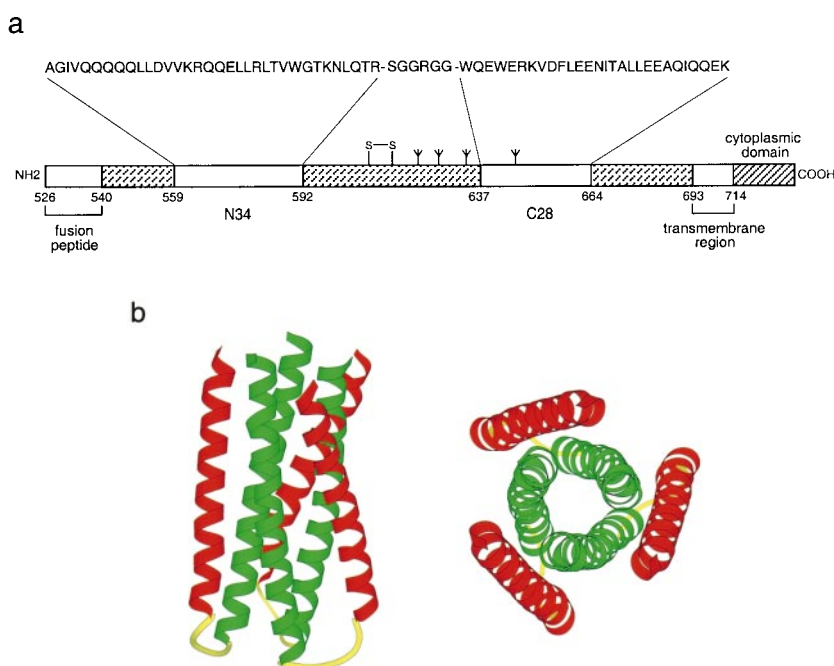 a
AGIVQQQQQLLDVVKRQQELLRLTVWGTKNLQTR-SGGRGG-WQEWERKVDFLEENITALLEEAQIQQEK
S S
cytoplasmic
domain
NH2
COOH
526 540 559 592 637 664 693 714
fusion
peptide
N34
C28
transmembrane
region
b